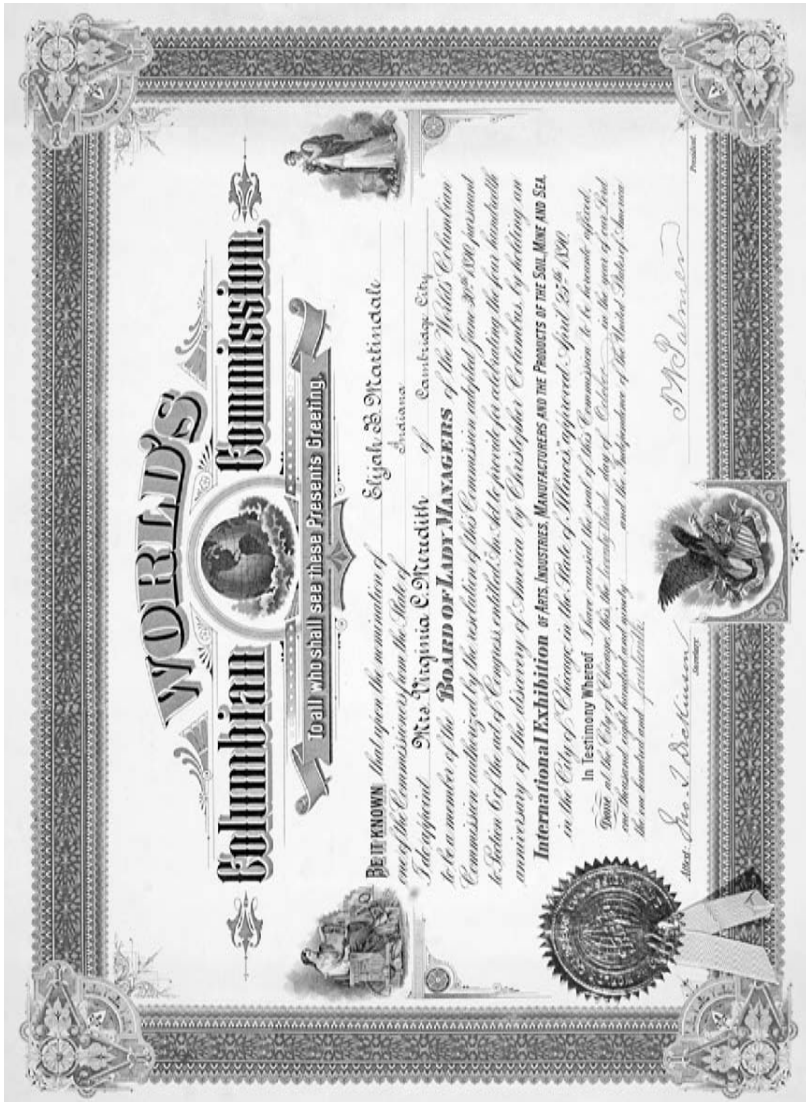 WORLD'S
Columbian Commission.
To all who shall see these Presents Greeting.
BE IT KNOWN that upon the nomination of Elijah B. Martindale
one of the Commissioners from the State of Indiana
I do appoint Mrs. Virginia C. Meredith of Cambridge City
to be a member of the BOARD OF LADY MANAGERS of the World's Columbian
Commission authorized by the resolution of this Commission adopted June 30th 1890, pursuant
to Section 6 of the act of Congress entitled "An Act to provide for celebrating the four hundredth
anniversary of the discovery of America by Christopher Columbus, by holding an
International Exhibition OF ARTS, INDUSTRIES, MANUFACTURERS AND THE PRODUCTS OF THE SOIL, MINE AND SEA,
in the City of Chicago, in the State of Illinois," approved April 25th 1890.
In Testimony Whereof I have caused the seal of this Commission to be hereunto affixed,
Done at the City of Chicago, this the twenty third day of October in the year of our Lord
one thousand eight hundred and ninety and the Independence of the United States of America
the one hundred and fifteenth.
Attest: Jno. T. Dickinson
Secretary.
T W Palmer
President.